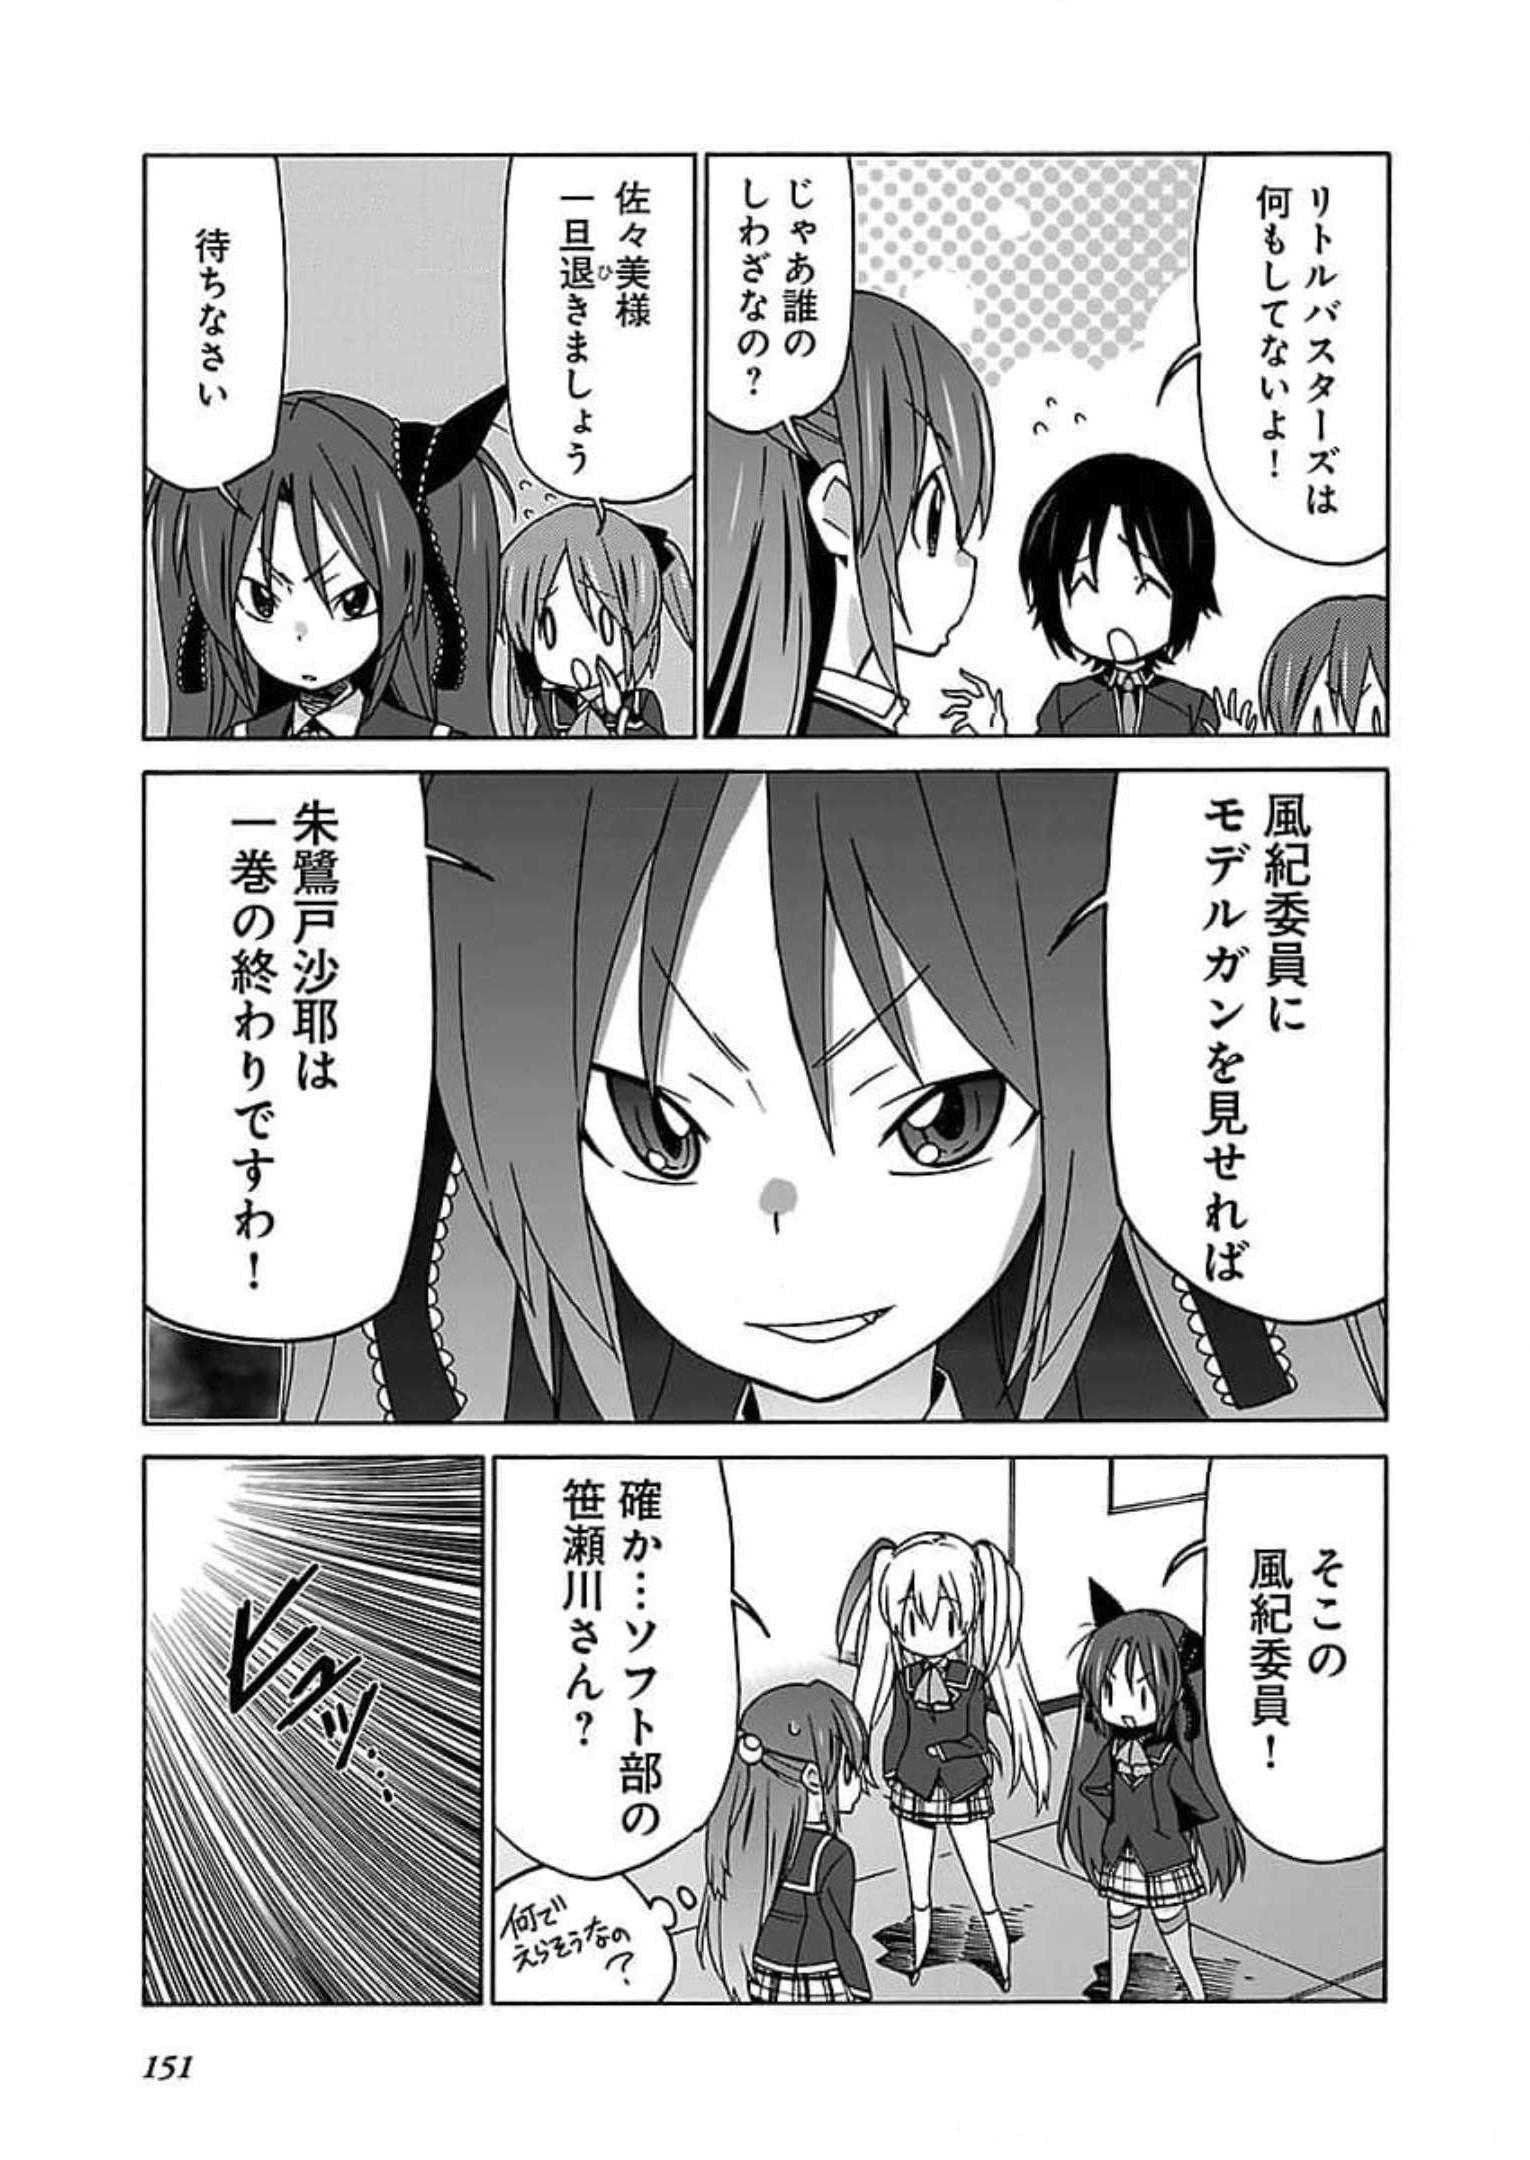 リトルバスターズは
何もしてないよ！
じゃあ誰の
しわざなの？
佐々美様
一旦退きましょう
ひ
待ちなさい
風紀委員に
モデルガンを見せれば
朱鷺戸沙耶は
一巻の終わりですわ！
そこの
風紀委員！
確か…ソフト部の
笹瀬川さん？
何で
えらそうなの
？
ビシッ…
151